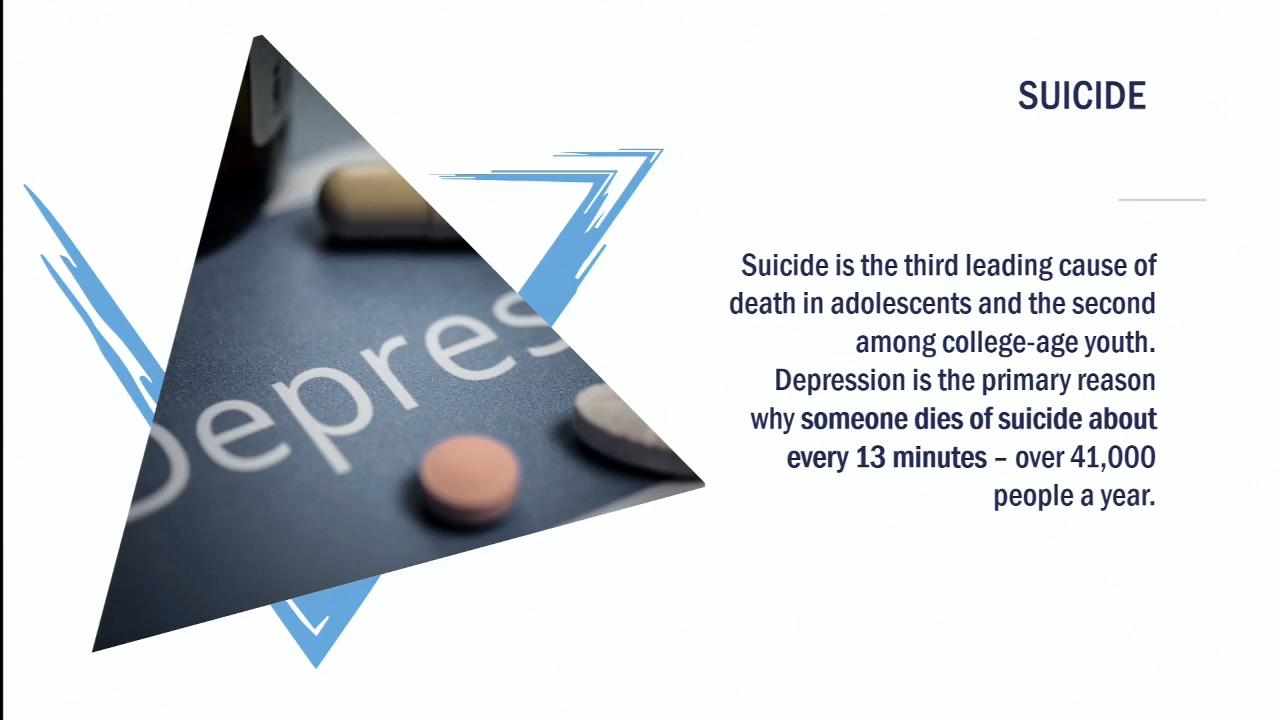 SUICIDE
Depres
Suicide is the third leading cause of
death in adolescents and the second
among college-age youth.
Depression is the primary reason
why someone dies of suicide about
every 13 minutes – over 41,000
people a year.